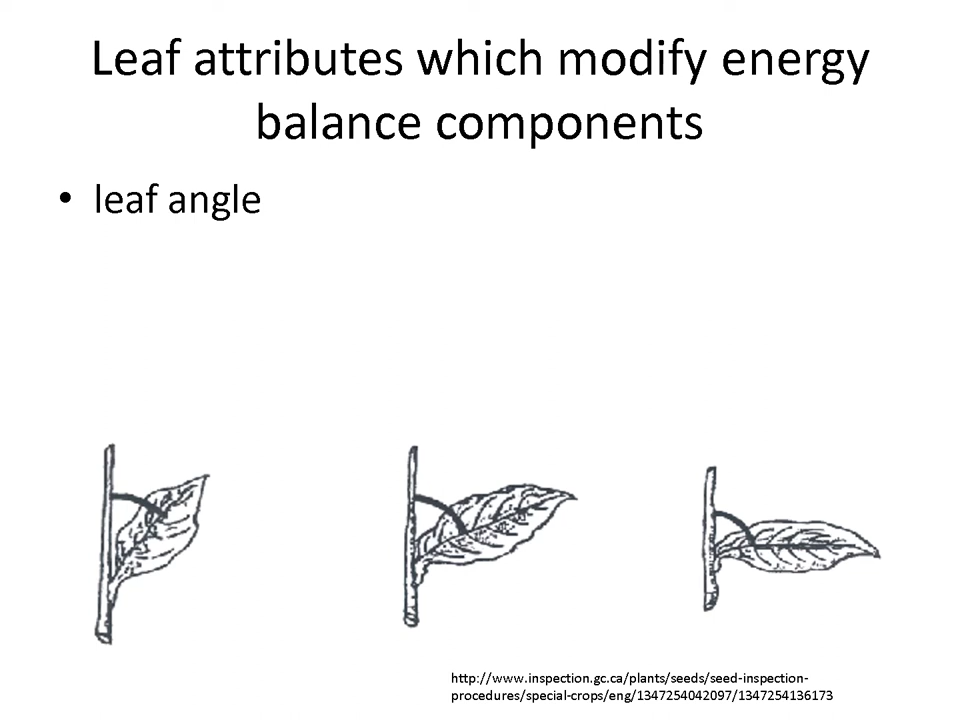 Leaf attributes which modify energy
balance components
• leaf angle
http://www.inspection.gc.ca/plants/seeds/seed-inspection-
procedures/special-crops/eng/1347254042097/1347254136173